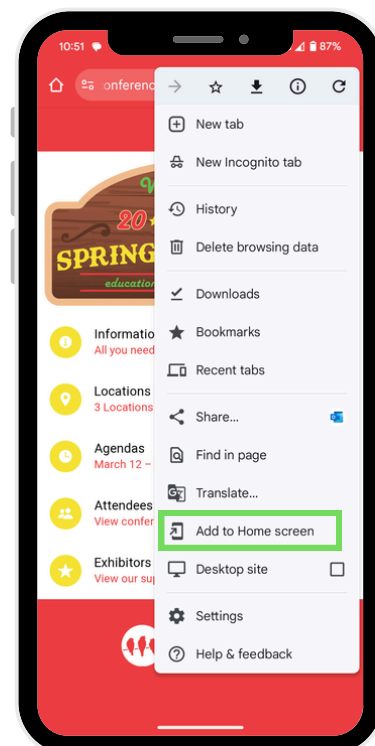 10:51
87%
onferenc
New tab
New Incognito tab
20
History
SPRING
Delete browsing data
education
Downloads
Informatio
Bookmarks
All you need
Recent tabs
Locations
3 Locations
Share...
Agendas
Find in page
March 12 –
Translate...
Attendees
View confer
Add to Home screen
Exhibitors
Desktop site
View our sup
Settings
Help & feedback